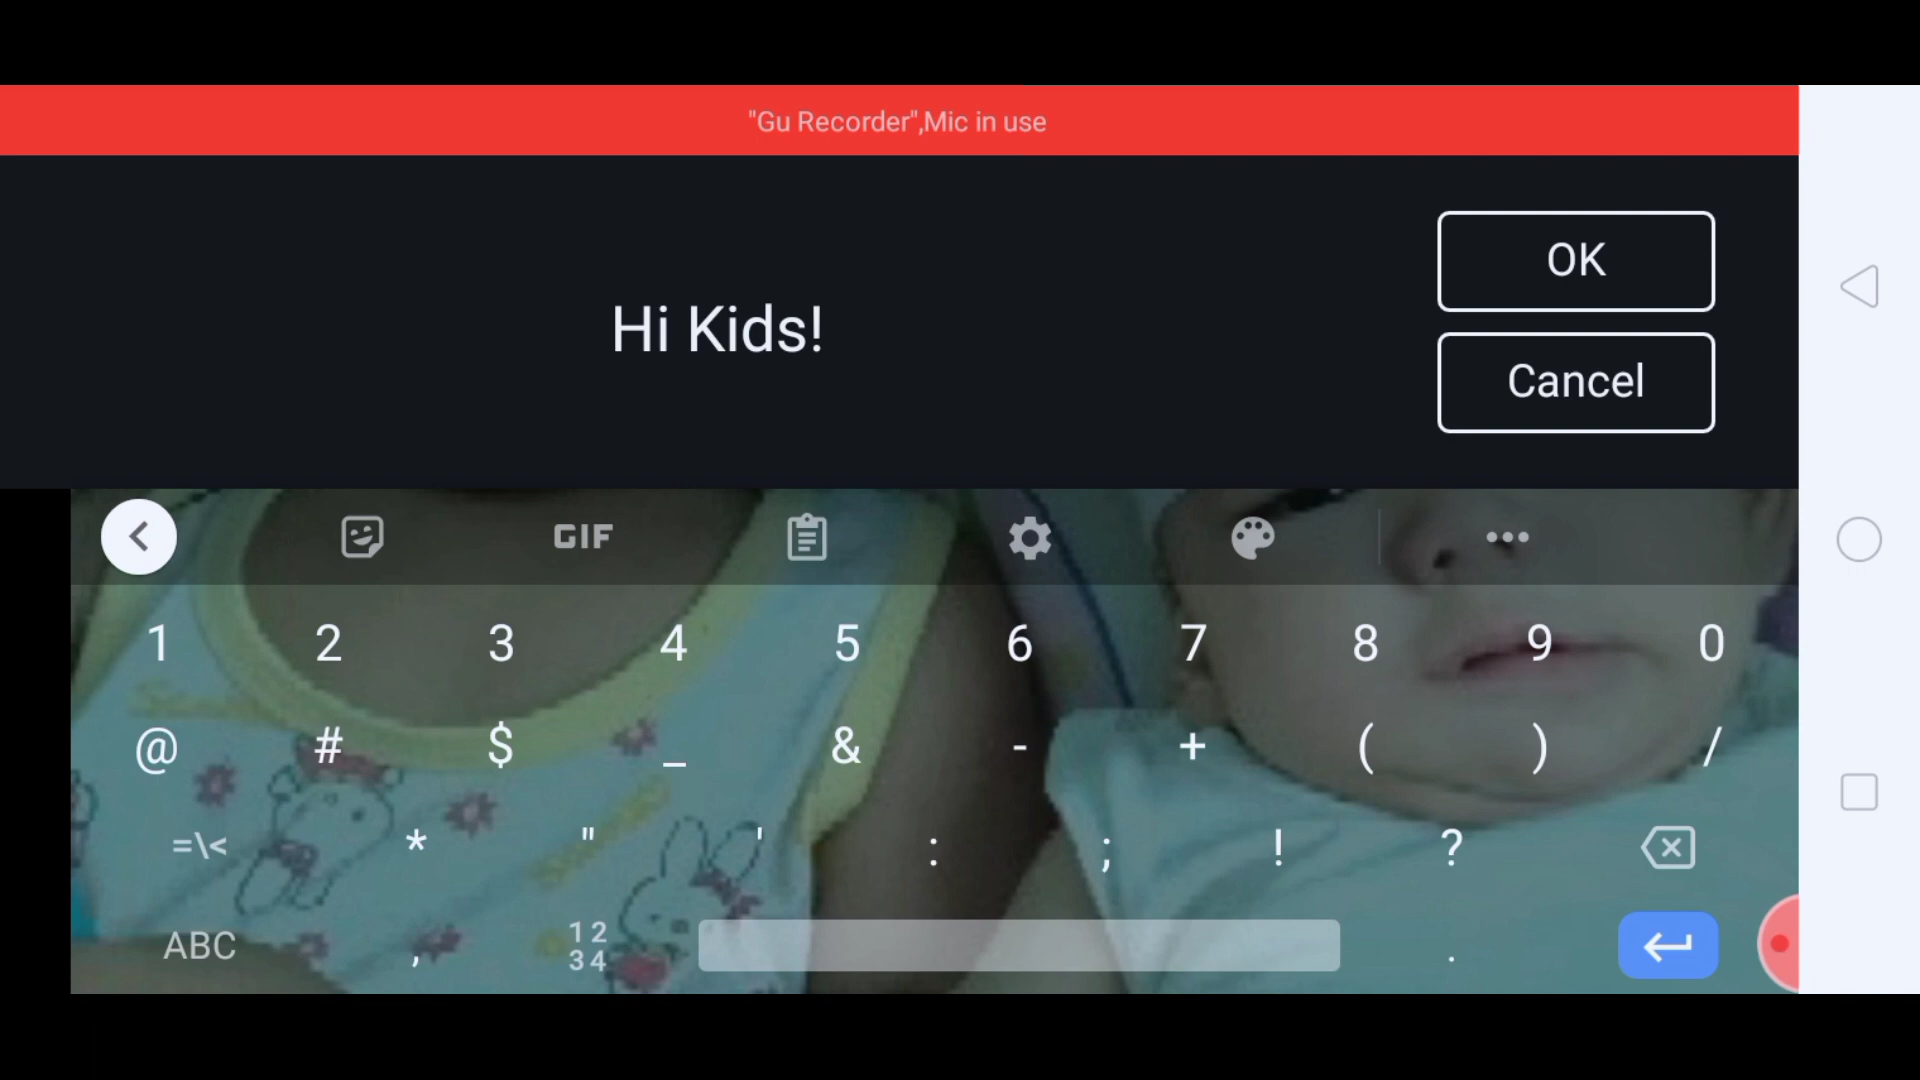 "Gu Recorder",Mic in use
Hi Kids!
OK
Cancel
GIF
1 2 3 4 5 6 7 8 9 0
@ # $ _ & - + ( ) /
=\< * " ' : ; ! ?
ABC , 12 34 .